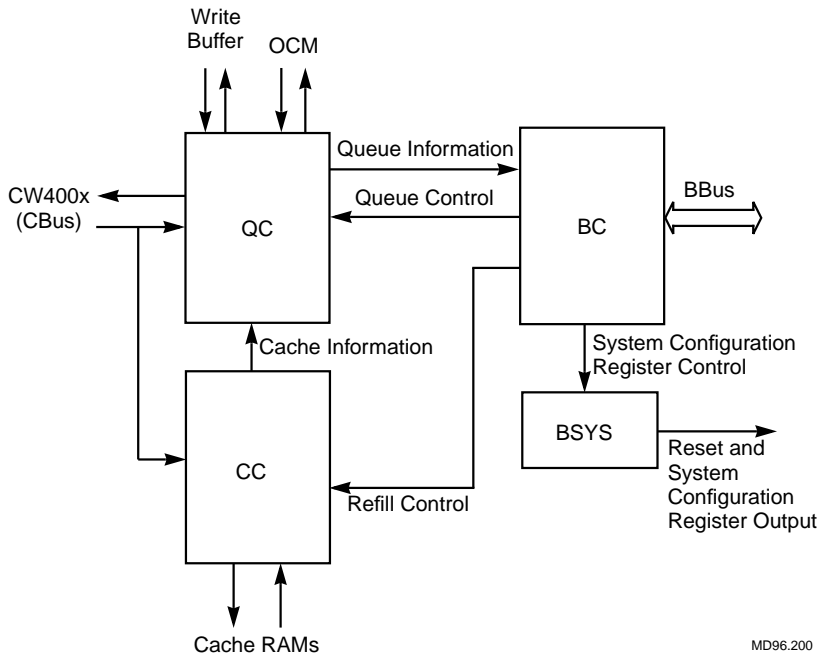 Write
Buffer
OCM
Queue Information
CW400x
(CBus)
Queue Control
BBus
QC
BC
Cache Information
System Configuration
Register Control
BSYS
CC
Refill Control
Reset and
System
Configuration
Register Output
Cache RAMs
MD96.200